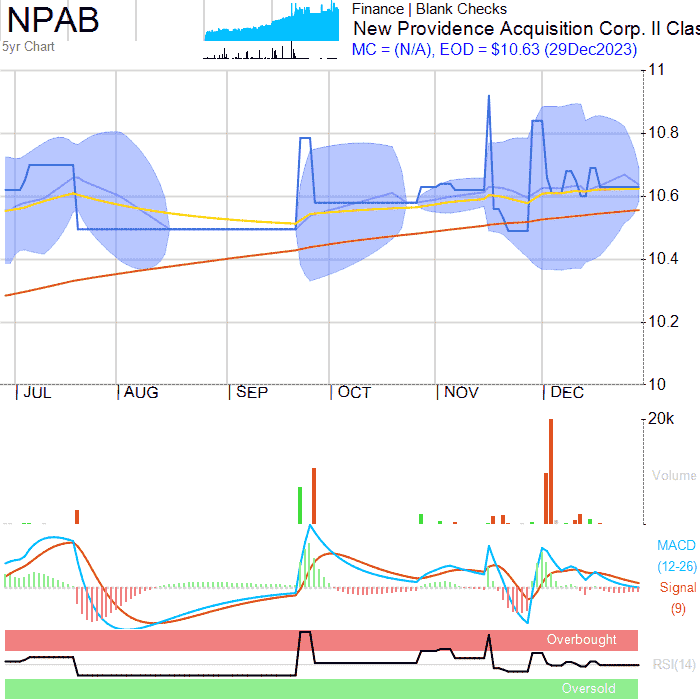 NPAB
5yr Chart
Finance | Blank Checks
New Providence Acquisition Corp. II Clas
MC = (N/A), EOD = $10.63 (29Dec2023)
11
10.8
10.6
10.4
10.2
10
JUL AUG SEP OCT NOV DEC
20k
Volume
MACD
(12-26)
Signal
(9)
Overbought
RSI(14)
Oversold